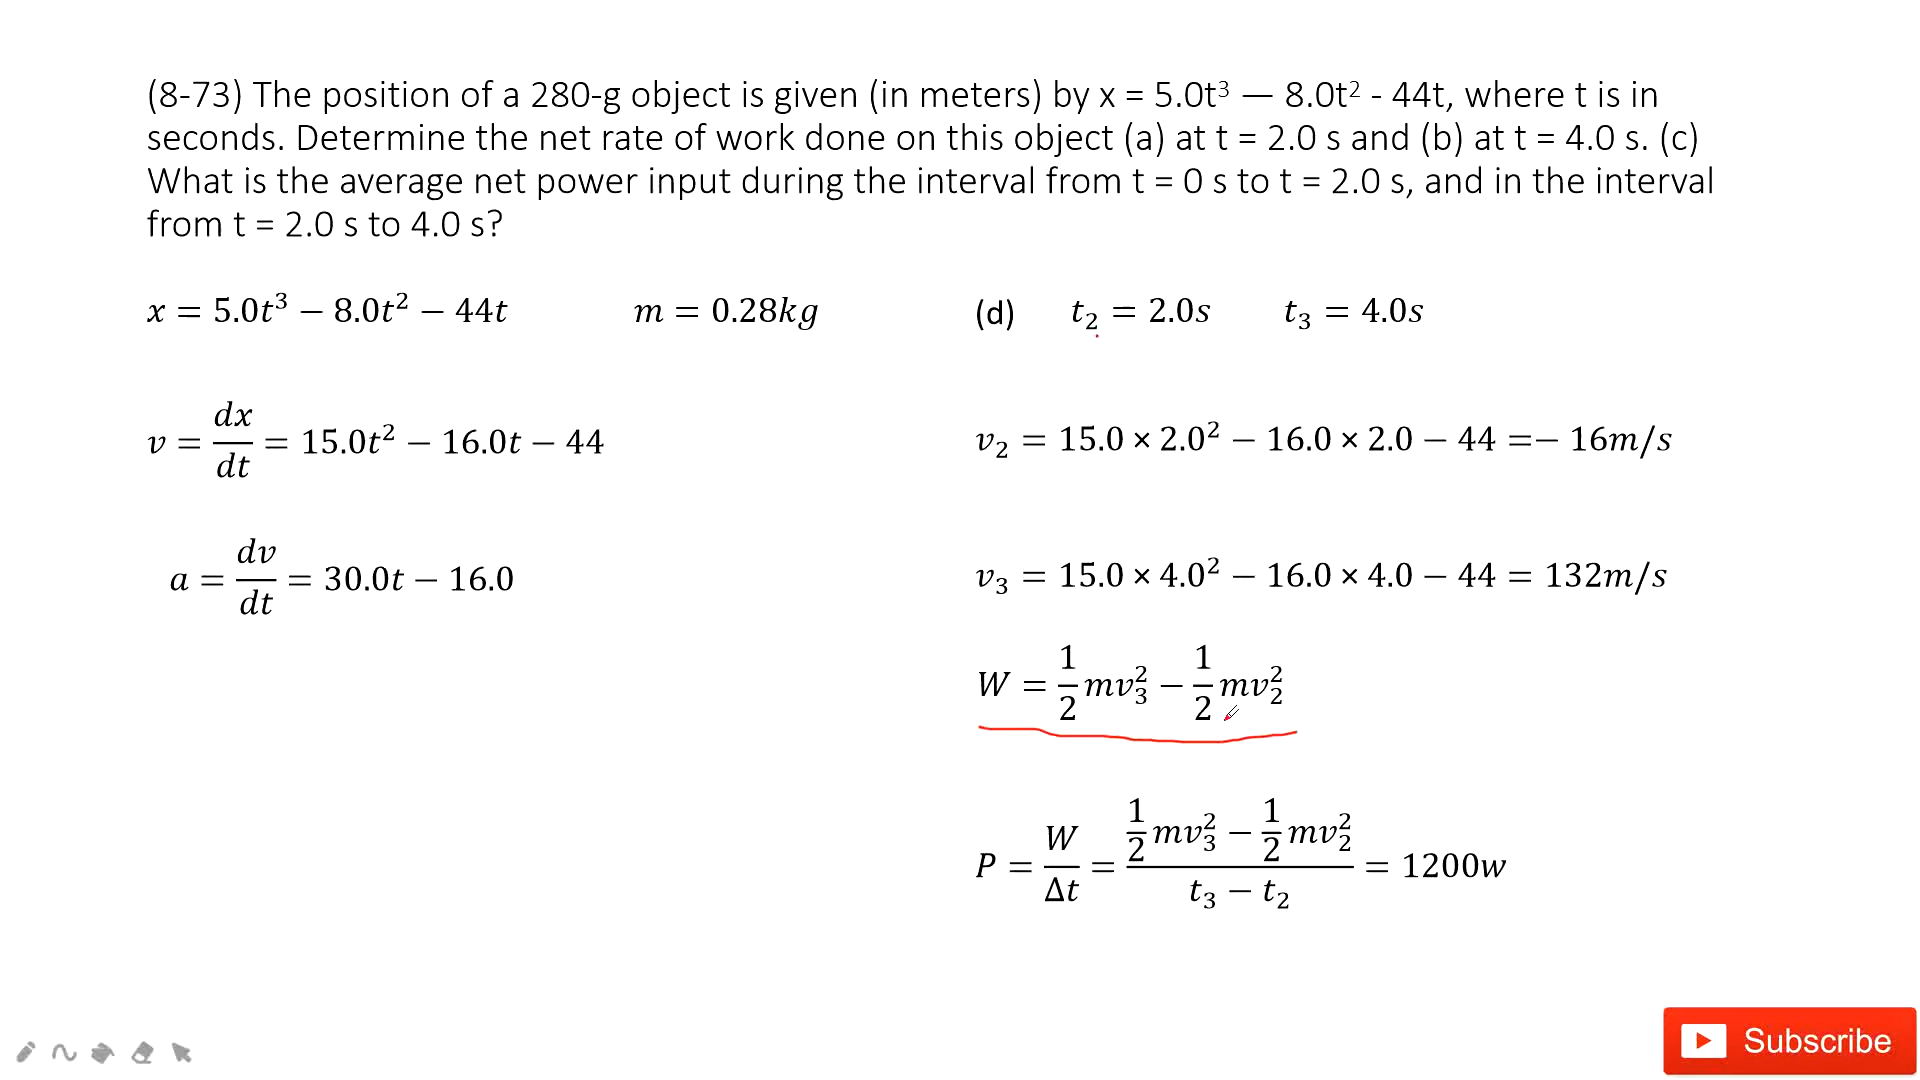 (8-73) The position of a 280-g object is given (in meters) by x = 5.0t³ — 8.0t² - 44t, where t is in
seconds. Determine the net rate of work done on this object (a) at t = 2.0 s and (b) at t = 4.0 s. (c)
What is the average net power input during the interval from t = 0 s to t = 2.0 s, and in the interval
from t = 2.0 s to 4.0 s?
x = 5.0t³ − 8.0t² − 44t
m = 0.28kg
v = dx/dt = 15.0t² − 16.0t − 44
a = dv/dt = 30.0t − 16.0
(d) t₂ = 2.0s t₃ = 4.0s
v₂ = 15.0 × 2.0² − 16.0 × 2.0 − 44 =− 16m/s
v₃ = 15.0 × 4.0² − 16.0 × 4.0 − 44 = 132m/s
W = 1/2 mv₃² − 1/2 mv₂²
P = W/Δt = (1/2 mv₃² − 1/2 mv₂²)/(t₃ − t₂) = 1200w
Subscribe